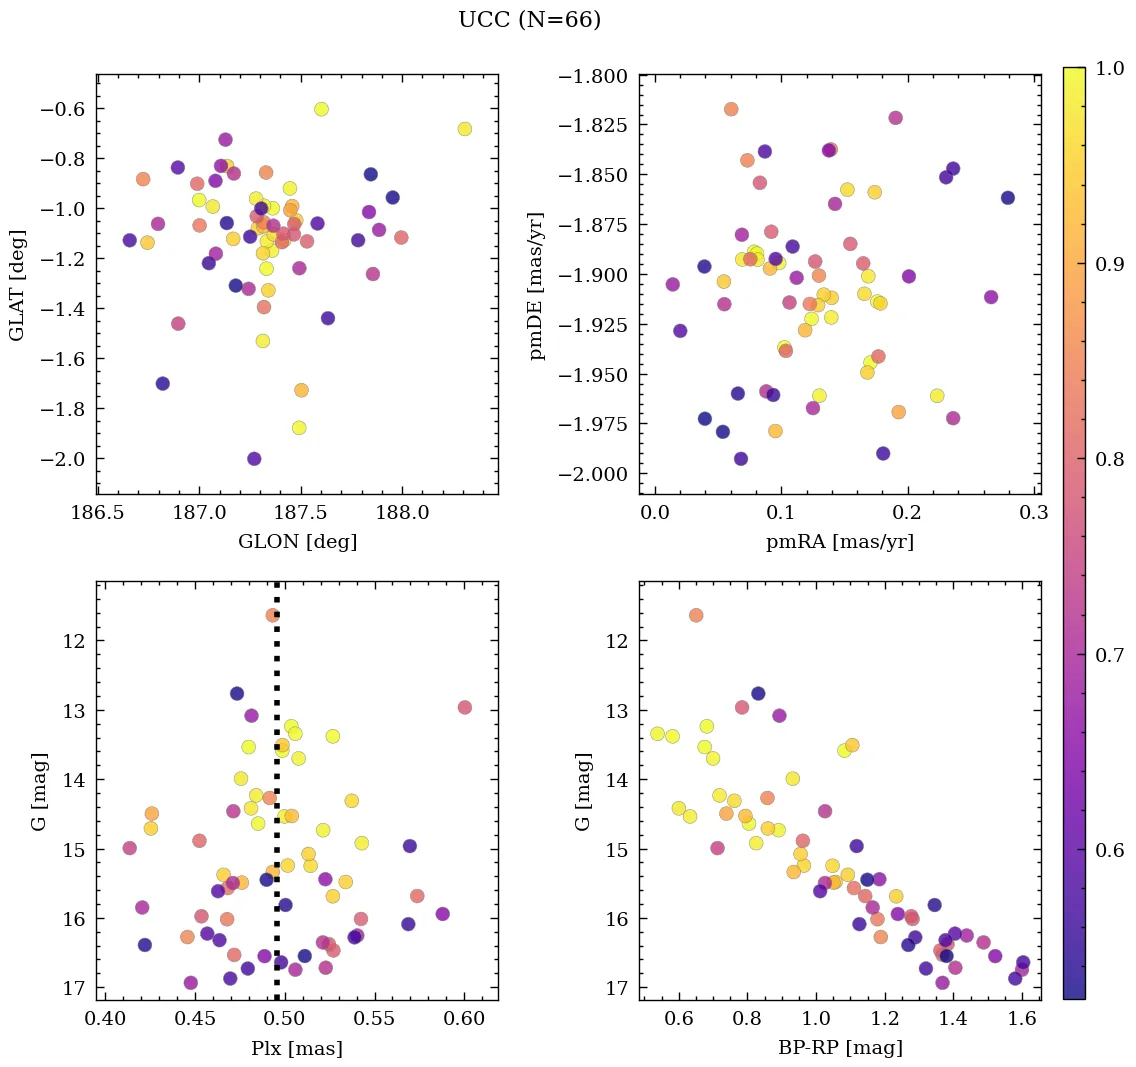 UCC (N=66)
−0.6
−0.8
−1.0
−1.2
−1.4
−1.6
−1.8
−2.0
GLAT [deg]
186.5 187.0 187.5 188.0
GLON [deg]
−1.800
−1.825
−1.850
−1.875
−1.900
−1.925
−1.950
−1.975
−2.000
pmDE [mas/yr]
0.0 0.1 0.2 0.3
pmRA [mas/yr]
12
13
14
15
16
17
G [mag]
0.40 0.45 0.50 0.55 0.60
Plx [mas]
12
13
14
15
16
17
G [mag]
0.6 0.8 1.0 1.2 1.4 1.6
BP-RP [mag]
1.0
0.9
0.8
0.7
0.6